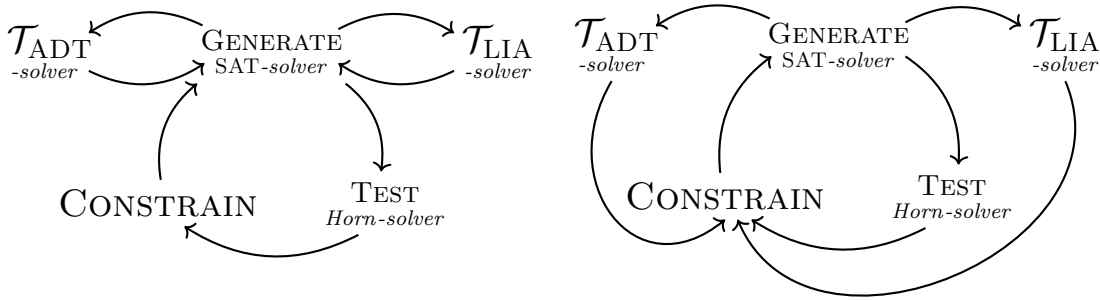 𝒯ADT
-solver
GENERATE
SAT-solver
𝒯LIA
-solver
CONSTRAIN
TEST
Horn-solver
𝒯ADT
-solver
GENERATE
SAT-solver
𝒯LIA
-solver
CONSTRAIN
TEST
Horn-solver